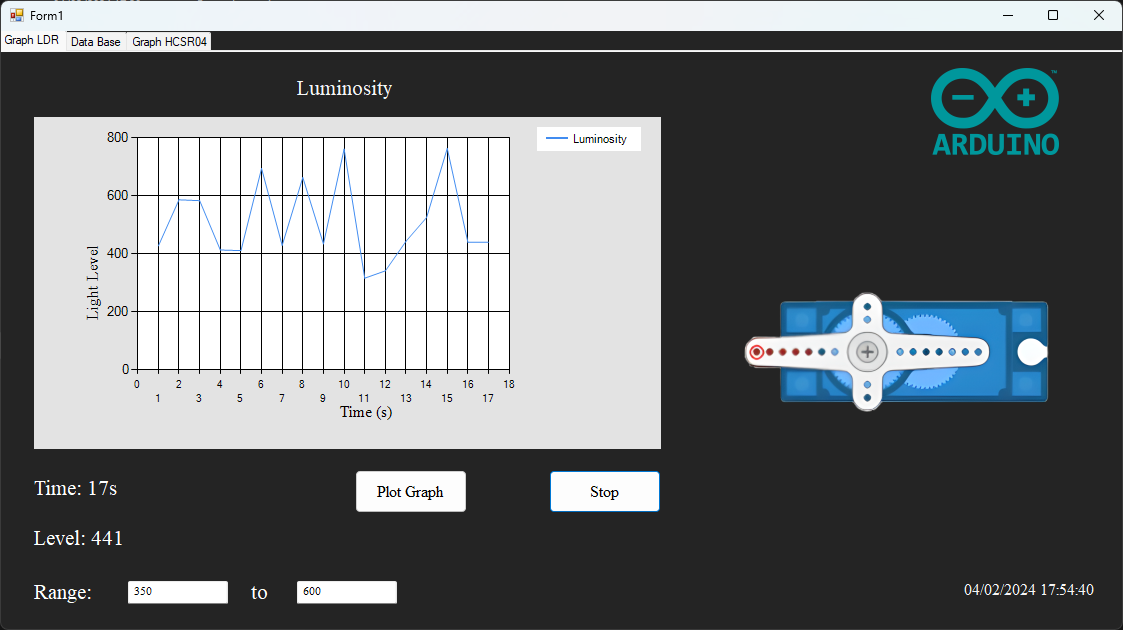 Form1
Graph LDR Data Base Graph HCSR04
Luminosity
ARDUINO™
Luminosity
800
600
400
200
0
Light Level
0 2 4 6 8 10 12 14 16 18
1 3 5 7 9 11 13 15 17
Time (s)
Time: 17s
Plot Graph
Stop
Level: 441
Range: 350 to 600
04/02/2024 17:54:40